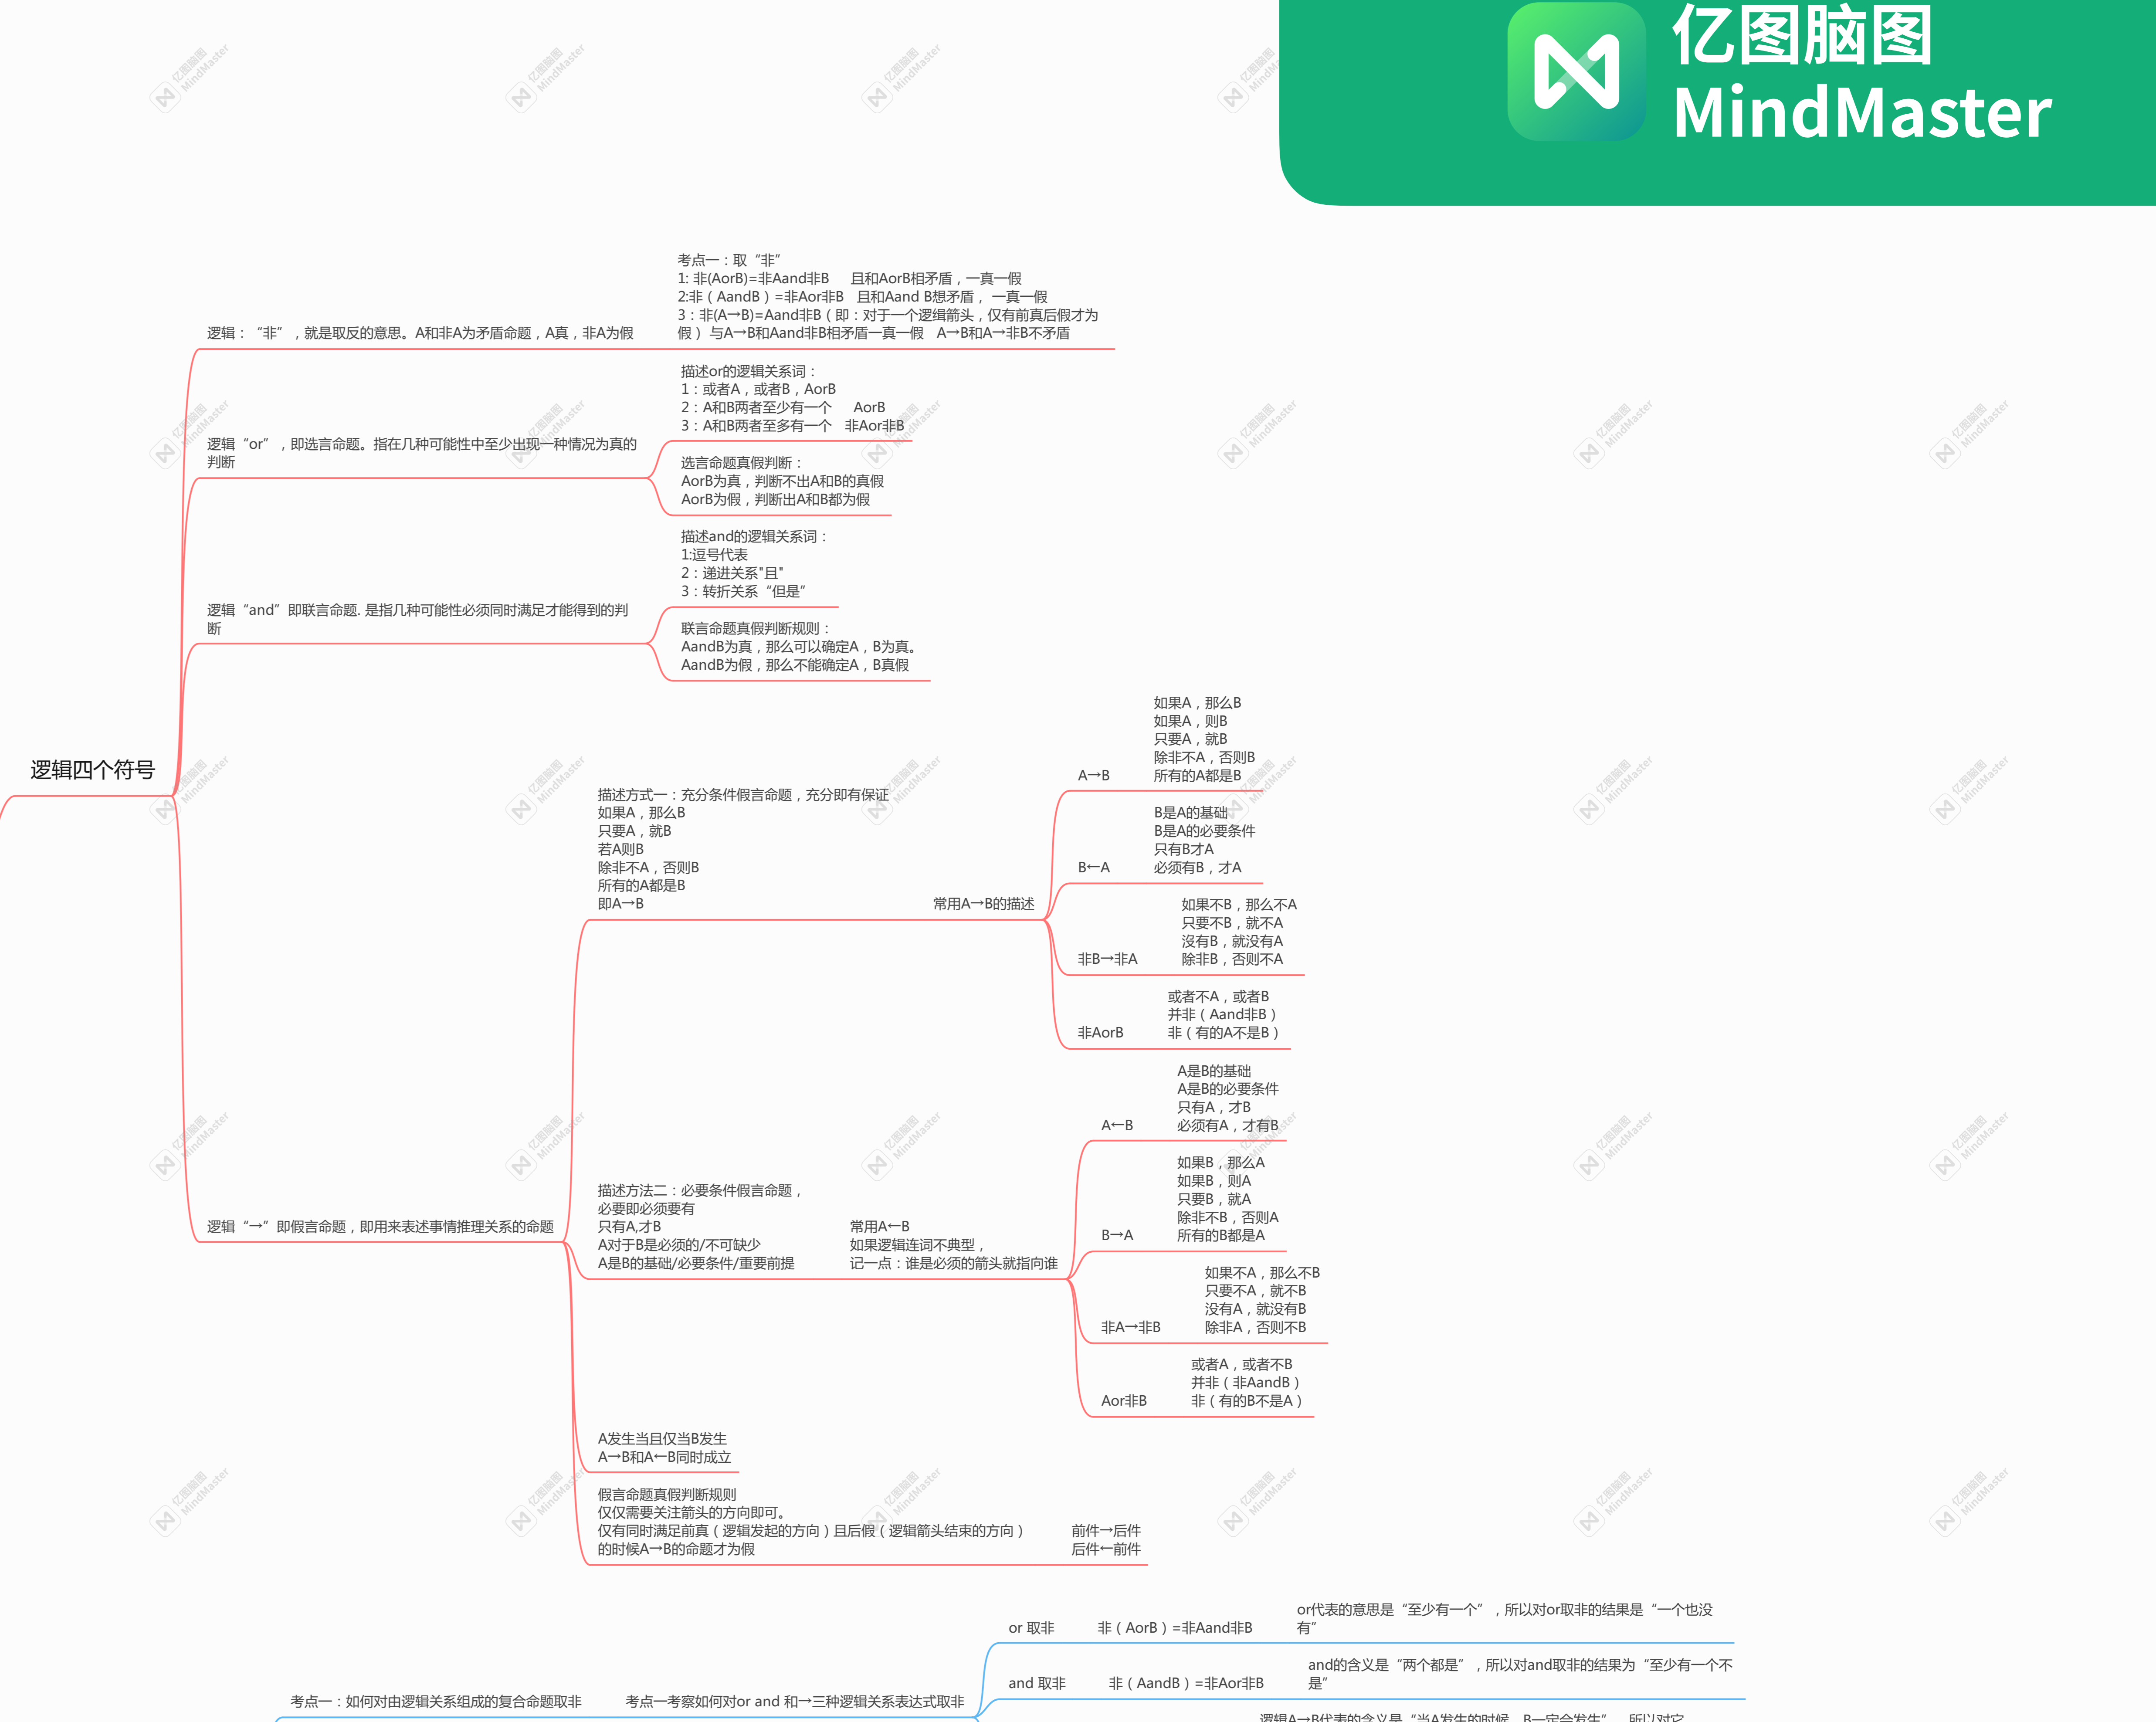 亿图脑图
MindMaster
考点一：取“非”
1: 非(AorB)=非Aand非B 且和AorB相矛盾，一真一假
2:非（AandB）=非Aor非B 且和Aand B想矛盾， 一真一假
3：非(A→B)=Aand非B（即：对于一个逻缉箭头，仅有前真后假才为
假） 与A→B和Aand非B相矛盾一真一假 A→B和A→非B不矛盾
逻辑：“非”，就是取反的意思。A和非A为矛盾命题，A真，非A为假
描述or的逻辑关系词：
1：或者A，或者B，AorB
2：A和B两者至少有一个 AorB
3：A和B两者至多有一个 非Aor非B
逻辑“or”，即选言命题。指在几种可能性中至少出现一种情况为真的
判断
选言命题真假判断：
AorB为真，判断不出A和B的真假
AorB为假，判断出A和B都为假
描述and的逻辑关系词：
1:逗号代表
2：递进关系"且"
3：转折关系“但是”
逻辑“and”即联言命题. 是指几种可能性必须同时满足才能得到的判
断
联言命题真假判断规则：
AandB为真，那么可以确定A，B为真。
AandB为假，那么不能确定A，B真假
逻辑四个符号
逻辑“→”即假言命题，即用来表述事情推理关系的命题
描述方式一：充分条件假言命题，充分即有保证
如果A，那么B
只要A，就B
若A则B
除非不A，否则B
所有的A都是B
即A→B
常用A→B的描述
如果A，那么B
如果A，则B
只要A，就B
除非不A，否则B
所有的A都是B
A→B
B是A的基础
B是A的必要条件
只有B才A
必须有B，才A
B←A
如果不B，那么不A
只要不B，就不A
沒有B，就没有A
除非B，否则不A
非B→非A
或者不A，或者B
并非（Aand非B）
非（有的A不是B）
非AorB
描述方法二：必要条件假言命题，
必要即必须要有
只有A,才B
A对于B是必须的/不可缺少
A是B的基础/必要条件/重要前提
常用A←B
如果逻辑连词不典型，
记一点：谁是必须的箭头就指向谁
A是B的基础
A是B的必要条件
只有A，才B
必须有A，才有B
A←B
如果B，那么A
如果B，则A
只要B，就A
除非不B，否则A
所有的B都是A
B→A
如果不A，那么不B
只要不A，就不B
没有A，就没有B
除非A，否则不B
非A→非B
或者A，或者不B
并非（非AandB）
非（有的B不是A）
Aor非B
A发生当且仅当B发生
A→B和A←B同时成立
假言命题真假判断规则
仅仅需要关注箭头的方向即可。
仅有同时满足前真（逻辑发起的方向）且后假（逻辑箭头结束的方向）
的时候A→B的命题才为假
前件→后件
后件←前件
or 取非 非（AorB）=非Aand非B
or代表的意思是“至少有一个”，所以对or取非的结果是“一个也没
有”
and 取非 非（AandB）=非Aor非B
and的含义是“两个都是”，所以对and取非的结果为“至少有一个不
是”
考点一：如何对由逻辑关系组成的复合命题取非 考点一考察如何对or and 和→三种逻辑关系表达式取非
逻辑A→B代表的含义是“当A发生的时候，B一定会发生”，所以对它